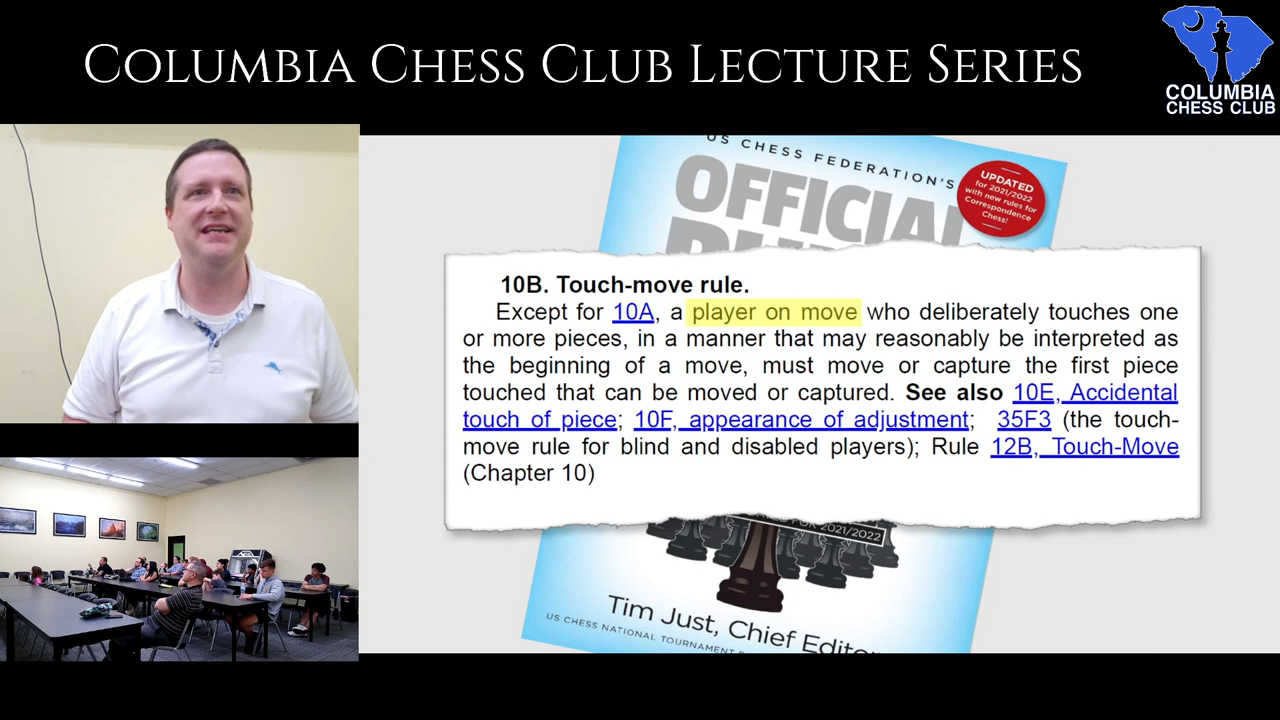 COLUMBIA CHESS CLUB LECTURE SERIES
COLUMBIA
CHESS CLUB
US CHESS FEDERATION'S
OFFICIAL
UPDATED
for 2021/2022
with new rules for
Correspondence
Chess!
10B. Touch-move rule.
Except for 10A, a player on move who deliberately touches one
or more pieces, in a manner that may reasonably be interpreted as
the beginning of a move, must move or capture the first piece
touched that can be moved or captured. See also 10E, Accidental
touch of piece; 10F, appearance of adjustment; 35F3 (the touch-
move rule for blind and disabled players); Rule 12B, Touch-Move
(Chapter 10)
FOR 2021/2022
Tim Just, Chief Editor
US CHESS NATIONAL TOURNAMENT